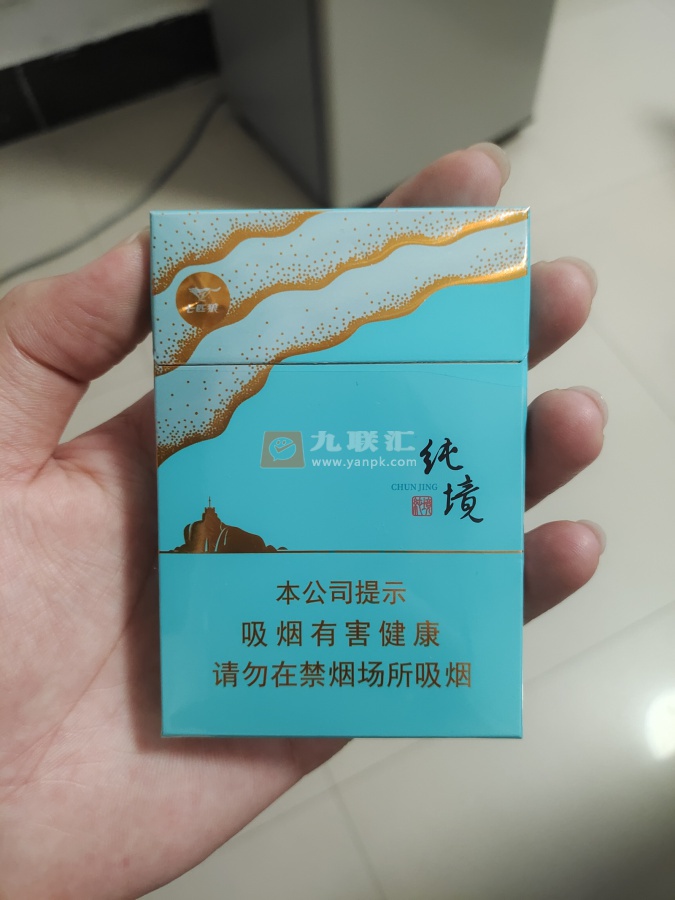 七匹狼
九联汇
www.yanpk.com
纯境
CHUN JING
本公司提示
吸烟有害健康
请勿在禁烟场所吸烟